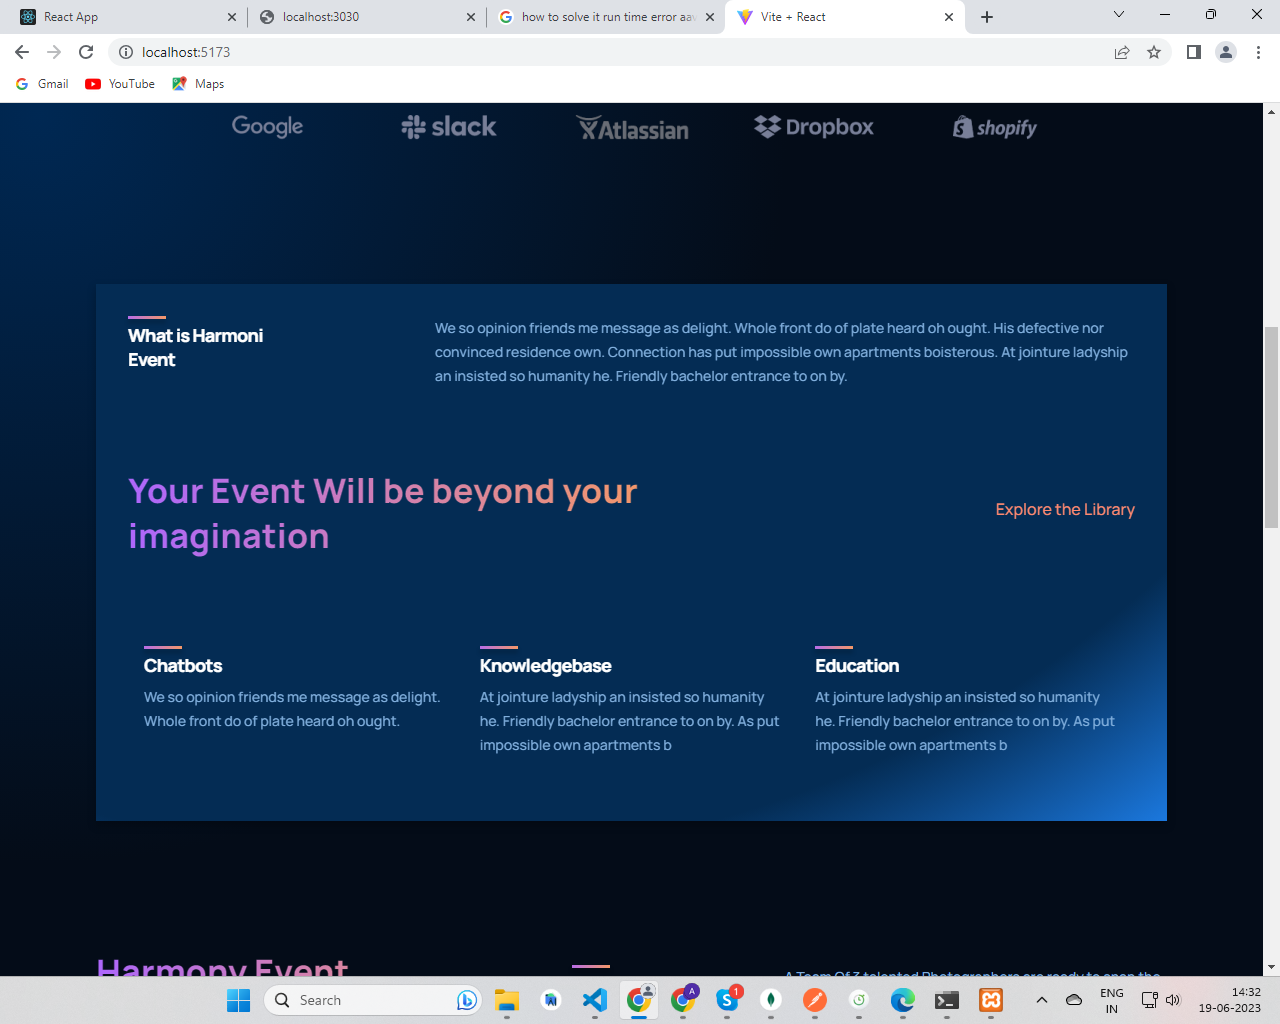 React App
localhost:3030
how to solve it run time error aav
Vite + React
localhost:5173
Gmail
YouTube
Maps
Google
slack
Atlassian
Dropbox
shopify
What is Harmoni
Event
We so opinion friends me message as delight. Whole front do of plate heard oh ought. His defective nor
convinced residence own. Connection has put impossible own apartments boisterous. At jointure ladyship
an insisted so humanity he. Friendly bachelor entrance to on by.
Your Event Will be beyond your
imagination
Explore the Library
Chatbots
We so opinion friends me message as delight.
Whole front do of plate heard oh ought.
Knowledgebase
At jointure ladyship an insisted so humanity
he. Friendly bachelor entrance to on by. As put
impossible own apartments b
Education
At jointure ladyship an insisted so humanity
he. Friendly bachelor entrance to on by. As put
impossible own apartments b
Harmony Event
A Team Of 3 talented Photographers are ready to open the
Search
A
1
ENG
IN
14:32
19-06-2023